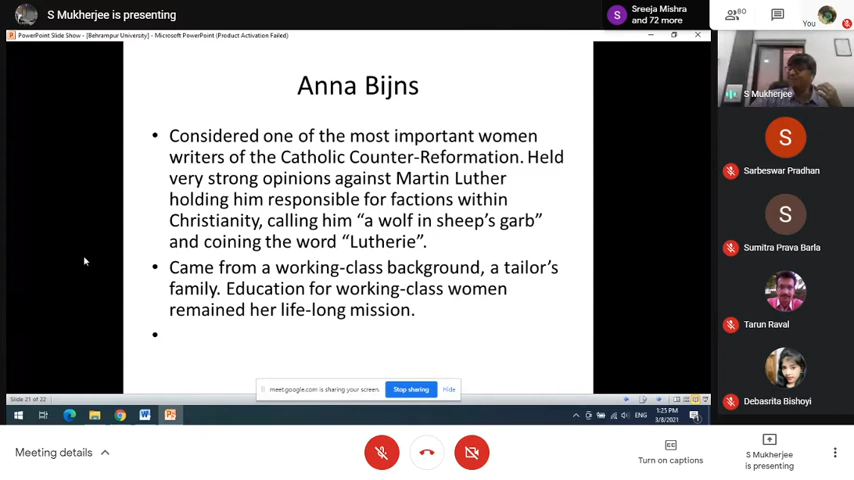 S Mukherjee is presenting
S
Sreeja Mishra
and 72 more
80
You
PowerPoint Slide Show - [Behrampur University] - Microsoft PowerPoint (Product Activation Failed)
Anna Bijns
• Considered one of the most important women
writers of the Catholic Counter-Reformation. Held
very strong opinions against Martin Luther
holding him responsible for factions within
Christianity, calling him “a wolf in sheep’s garb”
and coining the word “Lutherie”.
• Came from a working-class background, a tailor’s
family. Education for working-class women
remained her life-long mission.
•
meet.google.com is sharing your screen.
Stop sharing
Hide
Slide 21 of 22
ENG
1:25 PM
3/8/2021
S Mukherjee
S
Sarbeswar Pradhan
S
Sumitra Prava Barla
Tarun Raval
Debasrita Bishoyi
Meeting details
CC
Turn on captions
S Mukherjee
is presenting